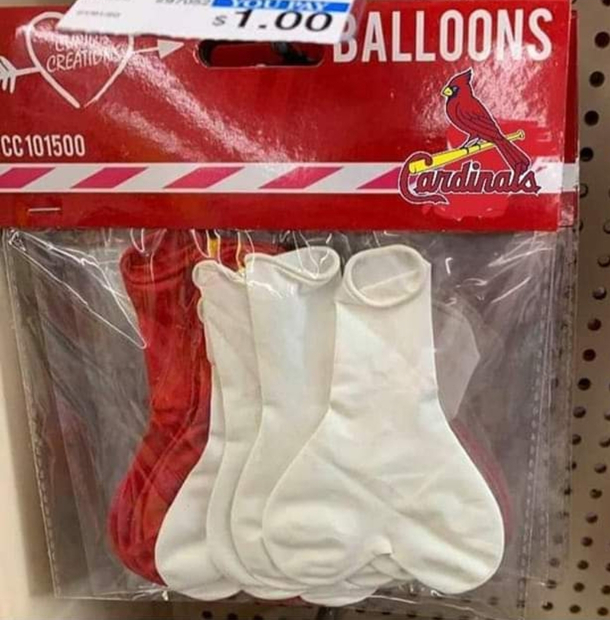 YOU PAY
$1.00
BALLOONS
CREATIONS
CC101500
Cardinals